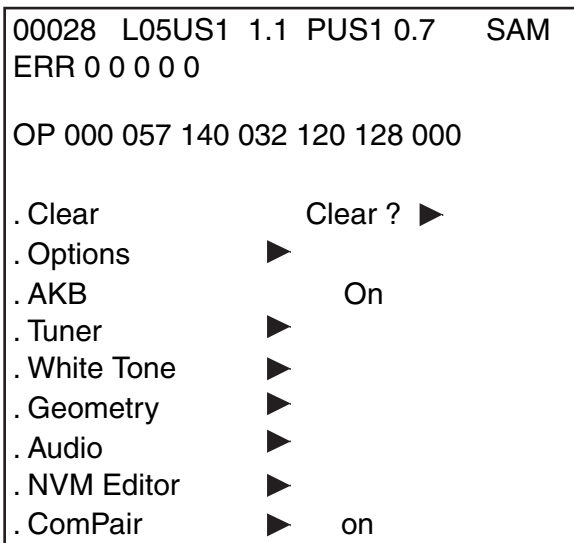 00028 L05US1 1.1 PUS1 0.7 SAM
ERR 0 0 0 0 0
OP 000 057 140 032 120 128 000
. Clear Clear ? ▶
. Options ▶
. AKB On
. Tuner ▶
. White Tone ▶
. Geometry ▶
. Audio ▶
. NVM Editor ▶
. ComPair ▶ on